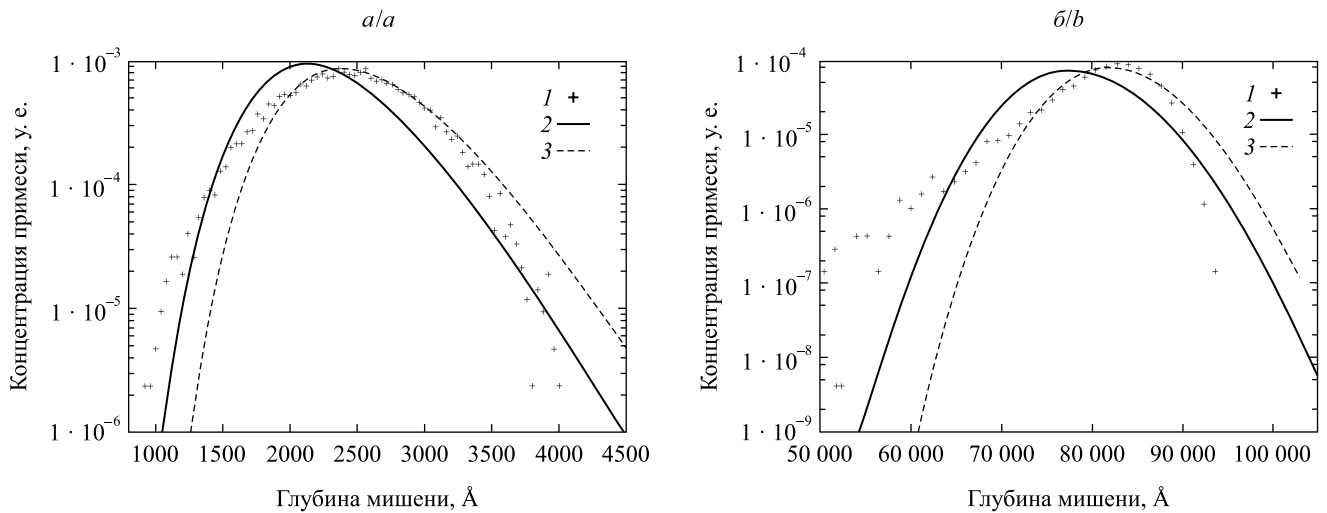 а/a
Концентрация примеси, у. е.
1 · 10⁻³
1 · 10⁻⁴
1 · 10⁻⁵
1 · 10⁻⁶
1 +
2
3
1000 1500 2000 2500 3000 3500 4000 4500
Глубина мишени, Å
б/b
Концентрация примеси, у. е.
1 · 10⁻⁴
1 · 10⁻⁵
1 · 10⁻⁶
1 · 10⁻⁷
1 · 10⁻⁸
1 · 10⁻⁹
1 +
2
3
50 000 60 000 70 000 80 000 90 000 100 000
Глубина мишени, Å